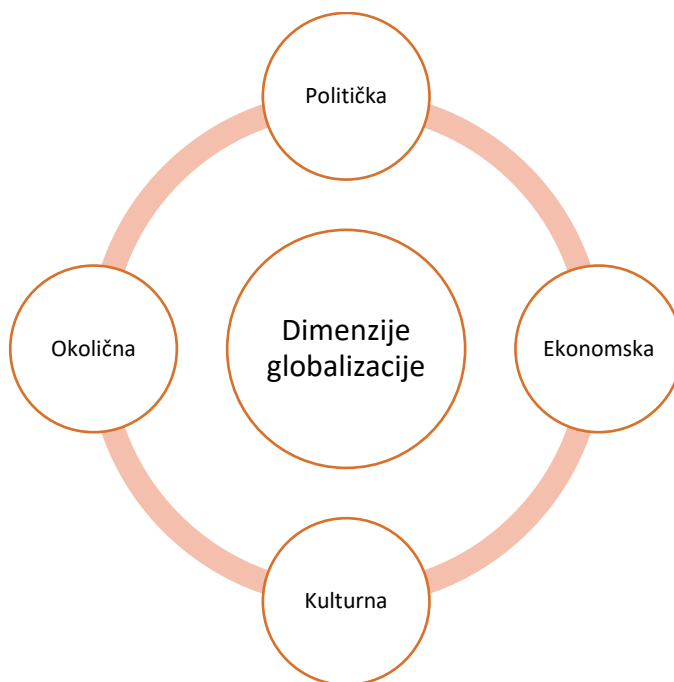 Politička
Okolična
Dimenzije
globalizacije
Ekonomska
Kulturna